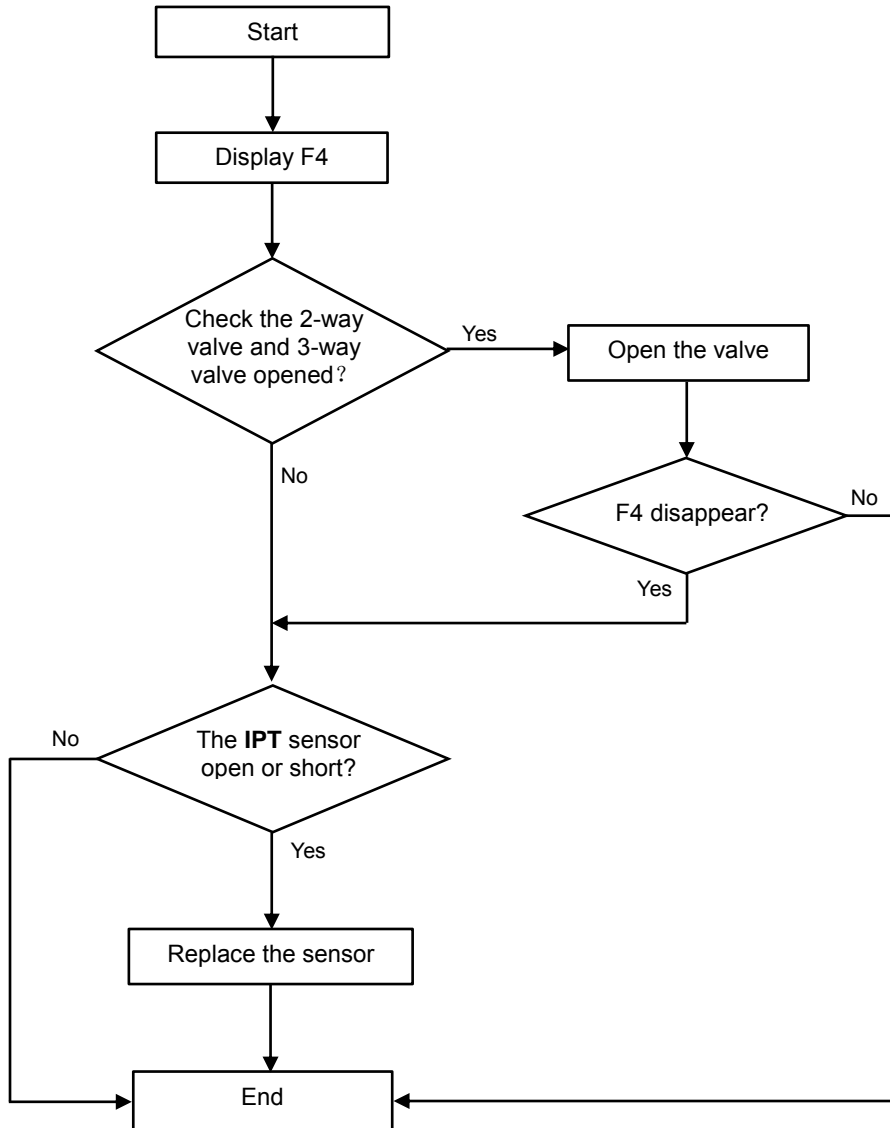 Start
Display F4
Check the 2-way
valve and 3-way
valve opened？
Yes
Open the valve
No
F4 disappear?
No
Yes
No
The IPT sensor
open or short?
Yes
Replace the sensor
End